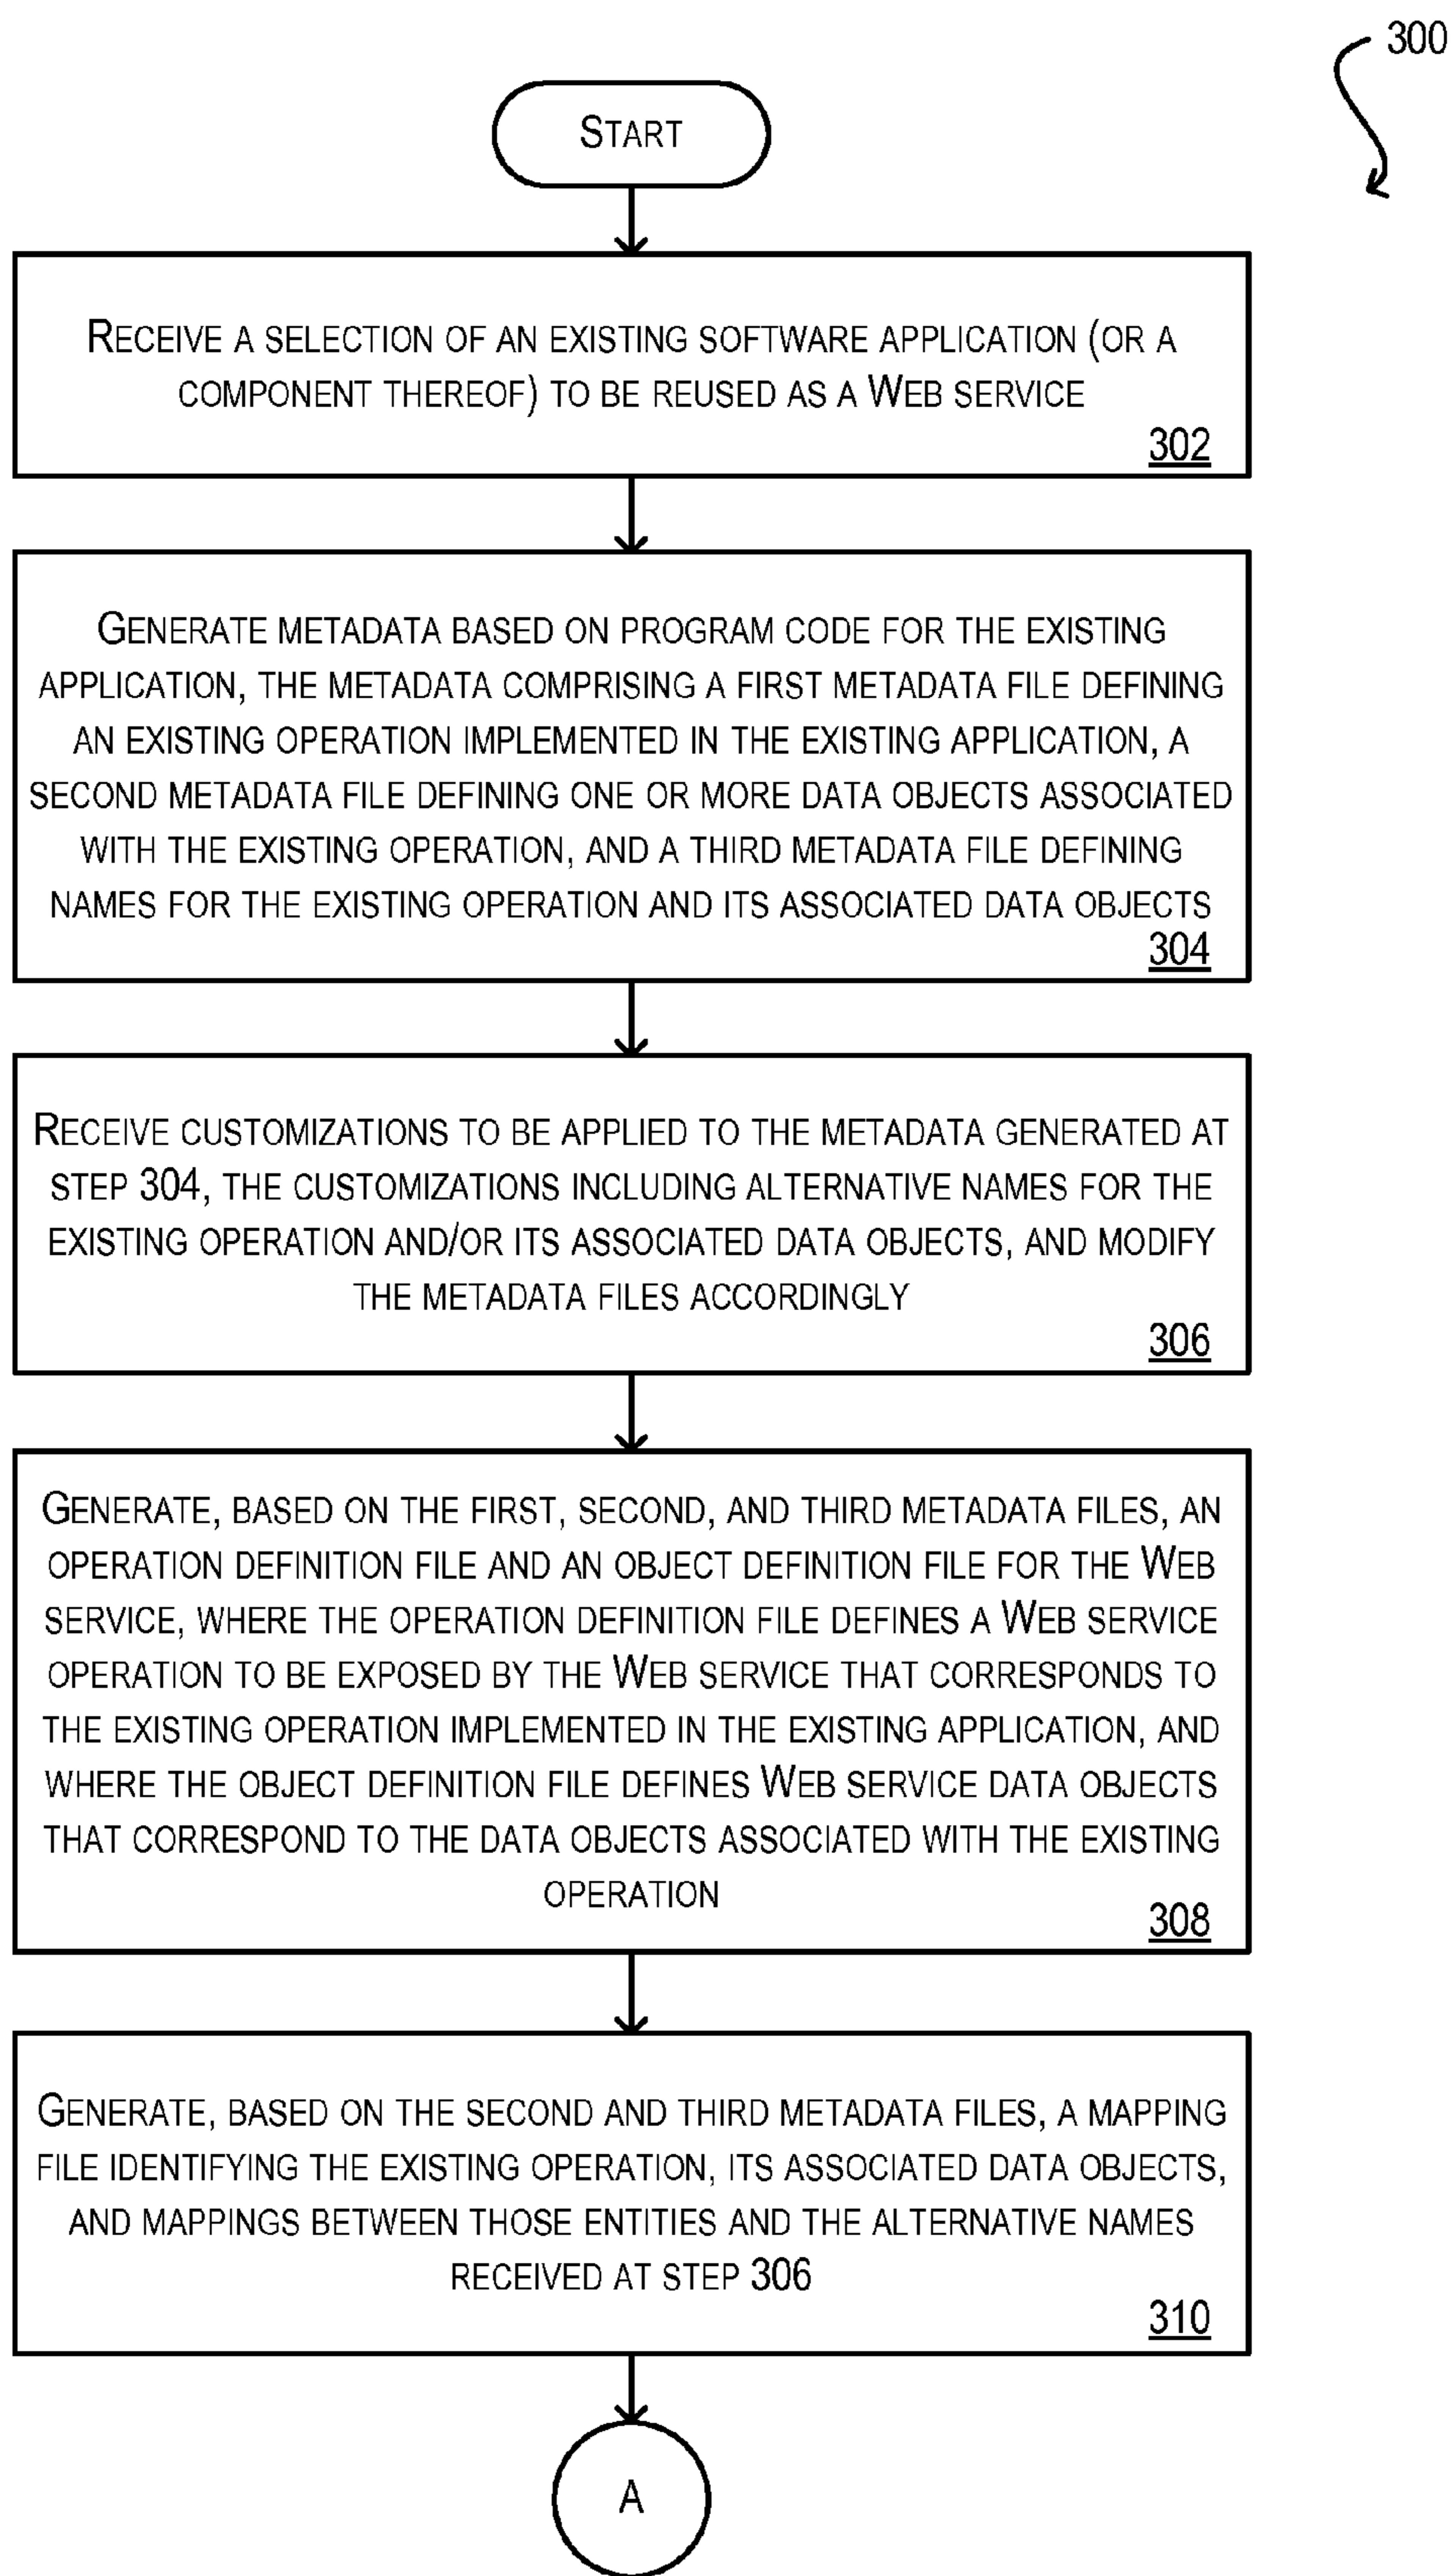 300
START
RECEIVE A SELECTION OF AN EXISTING SOFTWARE APPLICATION (OR A
COMPONENT THEREOF) TO BE REUSED AS A WEB SERVICE
302
GENERATE METADATA BASED ON PROGRAM CODE FOR THE EXISTING
APPLICATION, THE METADATA COMPRISING A FIRST METADATA FILE DEFINING
AN EXISTING OPERATION IMPLEMENTED IN THE EXISTING APPLICATION, A
SECOND METADATA FILE DEFINING ONE OR MORE DATA OBJECTS ASSOCIATED
WITH THE EXISTING OPERATION, AND A THIRD METADATA FILE DEFINING
NAMES FOR THE EXISTING OPERATION AND ITS ASSOCIATED DATA OBJECTS
304
RECEIVE CUSTOMIZATIONS TO BE APPLIED TO THE METADATA GENERATED AT
STEP 304, THE CUSTOMIZATIONS INCLUDING ALTERNATIVE NAMES FOR THE
EXISTING OPERATION AND/OR ITS ASSOCIATED DATA OBJECTS, AND MODIFY
THE METADATA FILES ACCORDINGLY
306
GENERATE, BASED ON THE FIRST, SECOND, AND THIRD METADATA FILES, AN
OPERATION DEFINITION FILE AND AN OBJECT DEFINITION FILE FOR THE WEB
SERVICE, WHERE THE OPERATION DEFINITION FILE DEFINES A WEB SERVICE
OPERATION TO BE EXPOSED BY THE WEB SERVICE THAT CORRESPONDS TO
THE EXISTING OPERATION IMPLEMENTED IN THE EXISTING APPLICATION, AND
WHERE THE OBJECT DEFINITION FILE DEFINES WEB SERVICE DATA OBJECTS
THAT CORRESPOND TO THE DATA OBJECTS ASSOCIATED WITH THE EXISTING
OPERATION
308
GENERATE, BASED ON THE SECOND AND THIRD METADATA FILES, A MAPPING
FILE IDENTIFYING THE EXISTING OPERATION, ITS ASSOCIATED DATA OBJECTS,
AND MAPPINGS BETWEEN THOSE ENTITIES AND THE ALTERNATIVE NAMES
RECEIVED AT STEP 306
310
A